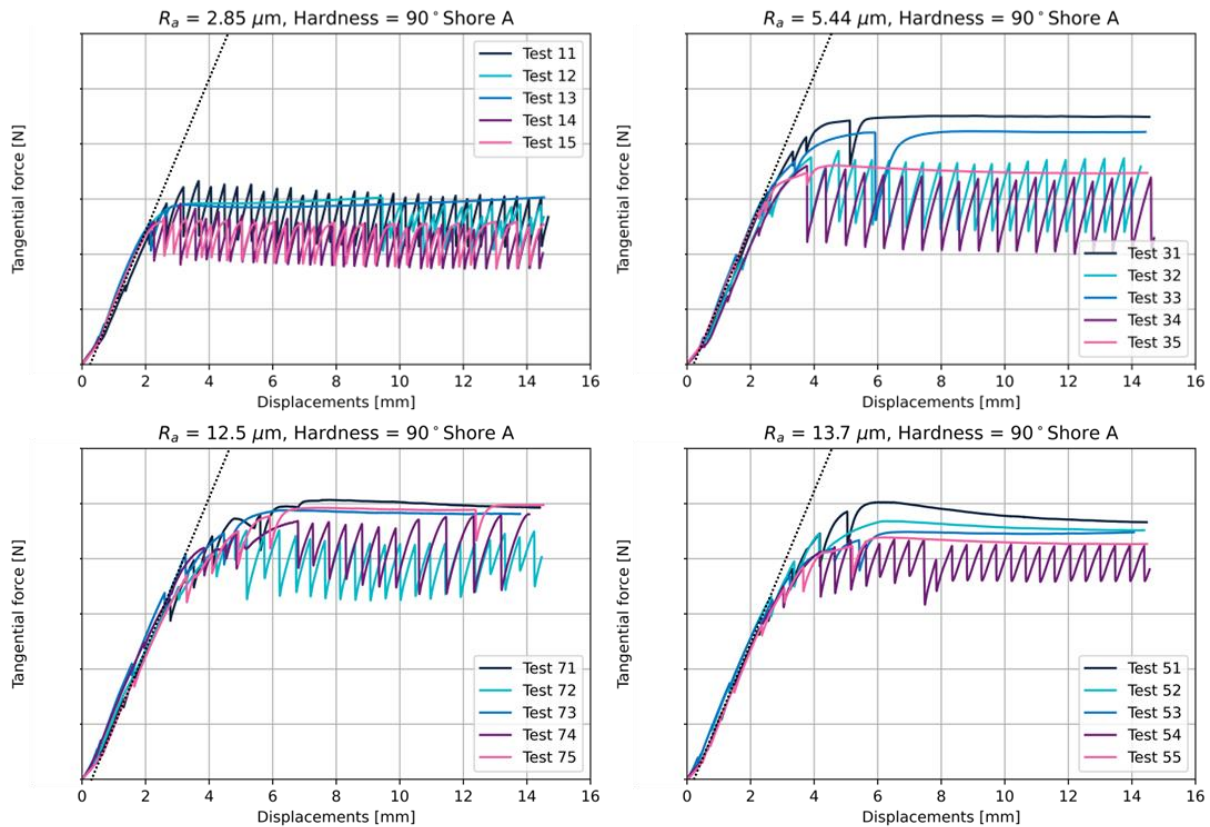 R_a = 2.85 μm, Hardness = 90°Shore A
Tangential force [N]
Test 11
Test 12
Test 13
Test 14
Test 15
0 2 4 6 8 10 12 14 16
Displacements [mm]
R_a = 5.44 μm, Hardness = 90°Shore A
Tangential force [N]
Test 31
Test 32
Test 33
Test 34
Test 35
0 2 4 6 8 10 12 14 16
Displacements [mm]
R_a = 12.5 μm, Hardness = 90°Shore A
Tangential force [N]
Test 71
Test 72
Test 73
Test 74
Test 75
0 2 4 6 8 10 12 14 16
Displacements [mm]
R_a = 13.7 μm, Hardness = 90°Shore A
Tangential force [N]
Test 51
Test 52
Test 53
Test 54
Test 55
0 2 4 6 8 10 12 14 16
Displacements [mm]